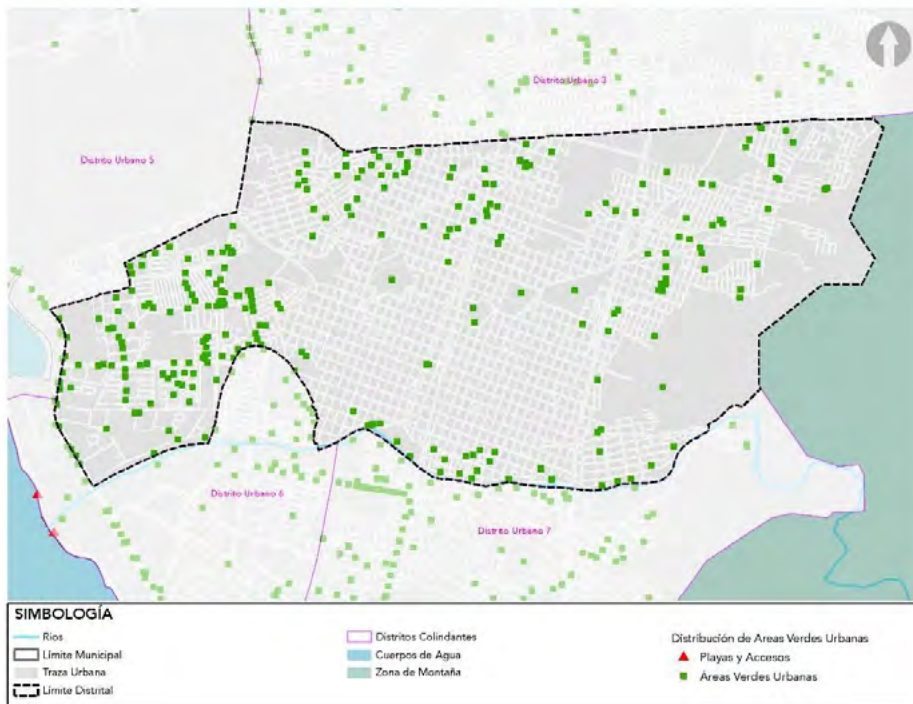 Distrito Urbano 3
Distrito Urbano 5
Distrito Urbano 6
Distrito Urbano 7
SIMBOLOGÍA
Rios
Límite Municipal
Traza Urbana
Límite Distrital
Distritos Colindantes
Cuerpos de Agua
Zona de Montaña
Distribución de Areas Verdes Urbanas
Playas y Accesos
Áreas Verdes Urbanas